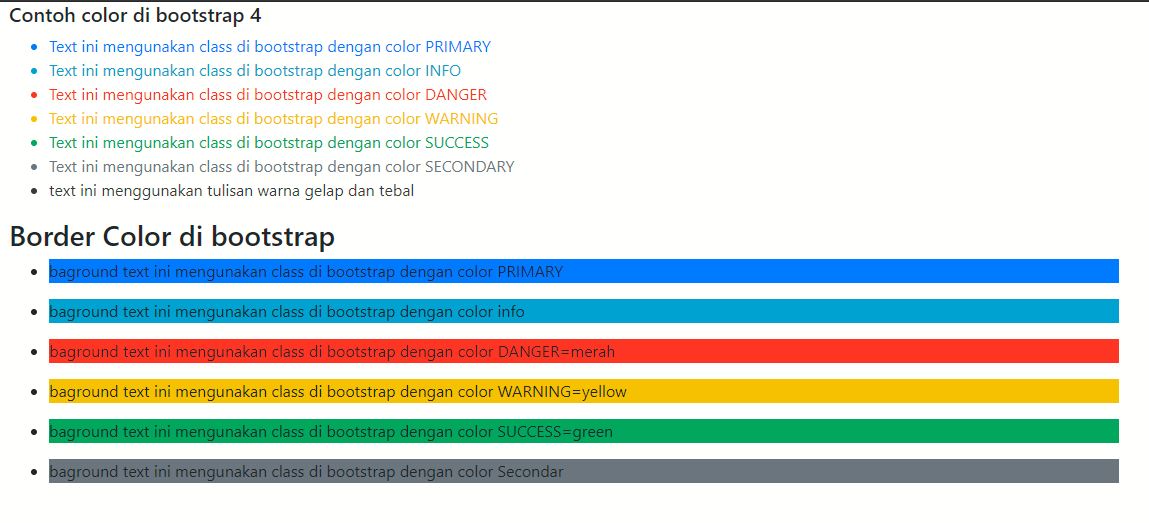 Contoh color di bootstrap 4
Text ini mengunakan class di bootstrap dengan color PRIMARY
Text ini mengunakan class di bootstrap dengan color INFO
Text ini mengunakan class di bootstrap dengan color DANGER
Text ini mengunakan class di bootstrap dengan color WARNING
Text ini mengunakan class di bootstrap dengan color SUCCESS
Text ini mengunakan class di bootstrap dengan color SECONDARY
text ini menggunakan tulisan warna gelap dan tebal
Border Color di bootstrap
baground text ini mengunakan class di bootstrap dengan color PRIMARY
baground text ini mengunakan class di bootstrap dengan color info
baground text ini mengunakan class di bootstrap dengan color DANGER=merah
baground text ini mengunakan class di bootstrap dengan color WARNING=yellow
baground text ini mengunakan class di bootstrap dengan color SUCCESS=green
baground text ini mengunakan class di bootstrap dengan color Secondar